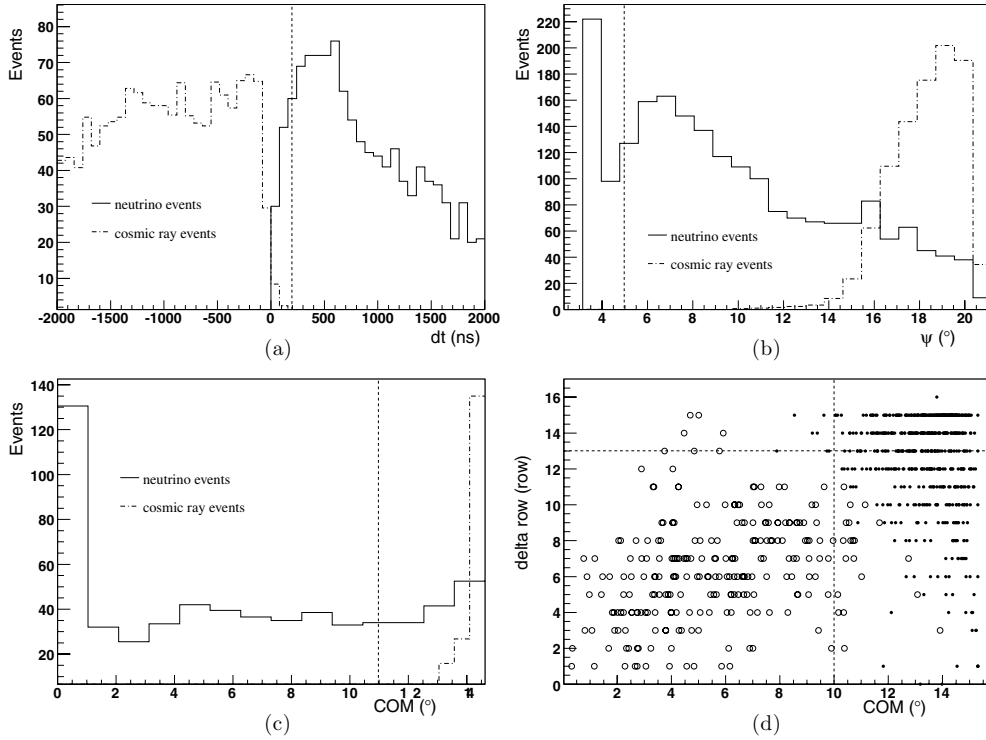 Events
80
70
60
50
40
30
20
10
neutrino events
cosmic ray events
-2000 -1500 -1000 -500 0 500 1000 1500 2000
dt (ns)
(a)
Events
220
200
180
160
140
120
100
80
60
40
20
0
neutrino events
cosmic ray events
4 6 8 10 12 14 16 18 20
ψ (°)
(b)
Events
140
120
100
80
60
40
20
neutrino events
cosmic ray events
0 2 4 6 8 10 12 14
COM (°)
(c)
delta row (row)
16
14
12
10
8
6
4
2
0
2 4 6 8 10 12 14
COM (°)
(d)